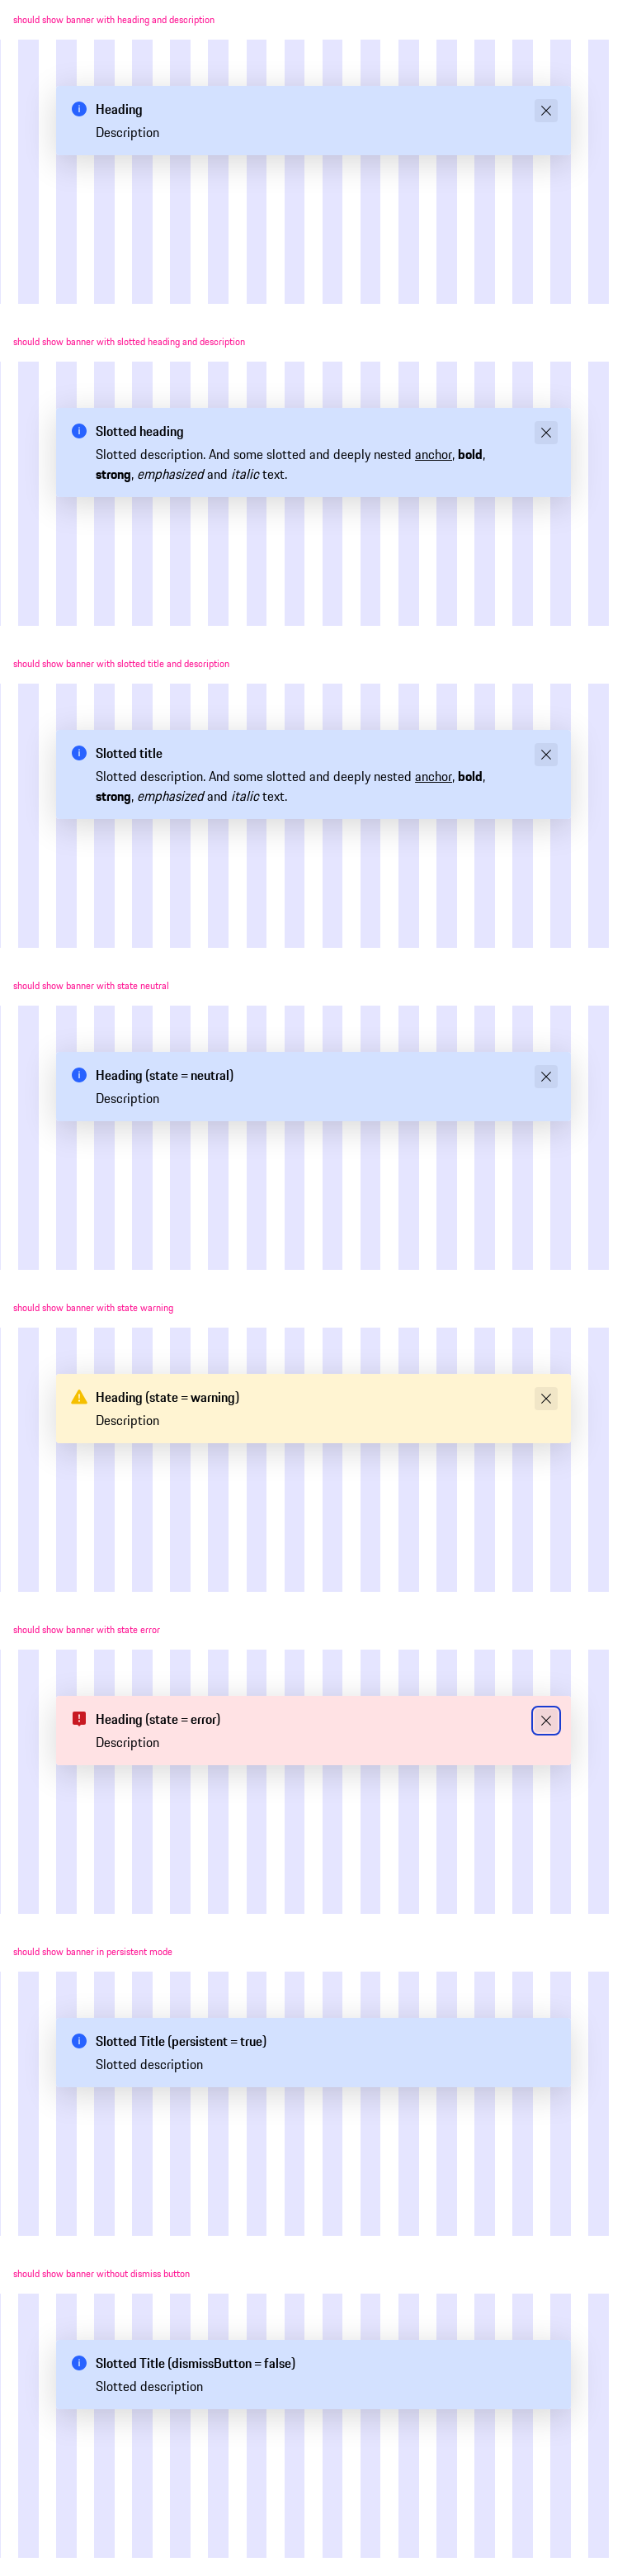 should show banner with heading and description
Heading
Description
should show banner with slotted heading and description
Slotted heading
Slotted description. And some slotted and deeply nested anchor, bold,
strong, emphasized and italic text.
should show banner with slotted title and description
Slotted title
Slotted description. And some slotted and deeply nested anchor, bold,
strong, emphasized and italic text.
should show banner with state neutral
Heading (state = neutral)
Description
should show banner with state warning
Heading (state = warning)
Description
should show banner with state error
Heading (state = error)
Description
should show banner in persistent mode
Slotted Title (persistent = true)
Slotted description
should show banner without dismiss button
Slotted Title (dismissButton = false)
Slotted description